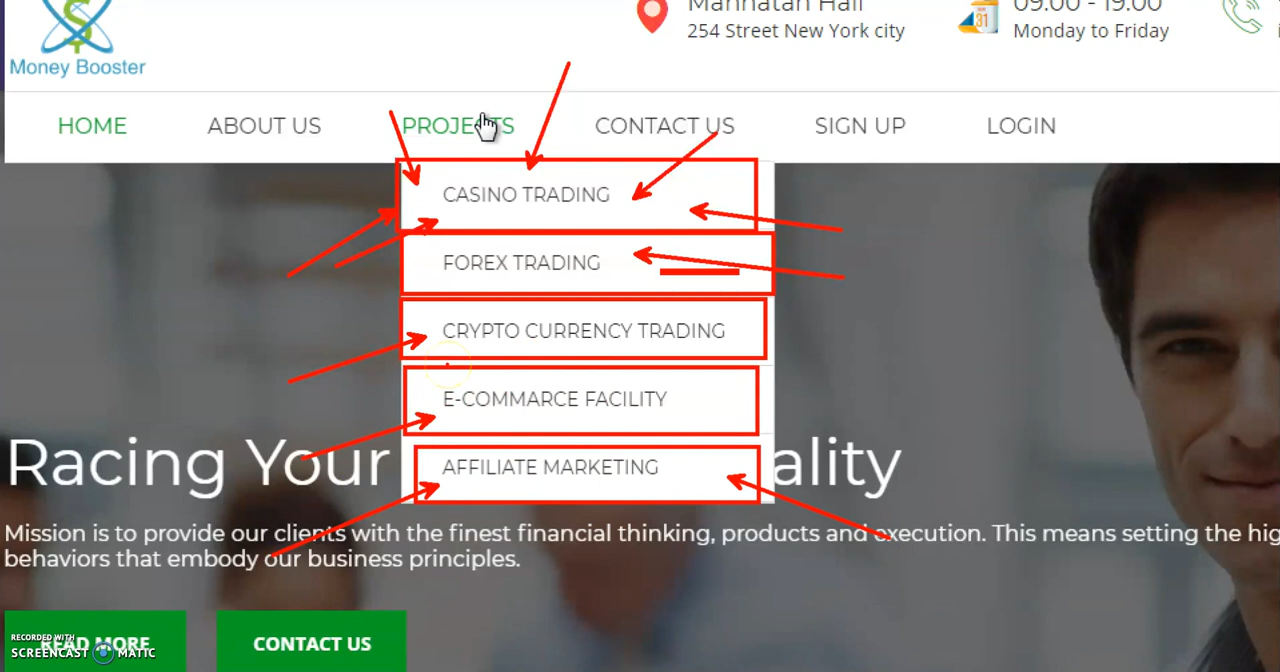 Manhatan Hall
09:00 - 19:00
254 Street New York city
Monday to Friday
Money Booster
HOME
ABOUT US
PROJECTS
CONTACT US
SIGN UP
LOGIN
CASINO TRADING
FOREX TRADING
CRYPTO CURRENCY TRADING
E-COMMARCE FACILITY
AFFILIATE MARKETING
Racing Your ality
Mission is to provide our clients with the finest financial thinking, products and execution. This means setting the hig
behaviors that embody our business principles.
READ MORE
CONTACT US
RECORDED WITH
SCREENCAST MATIC
31